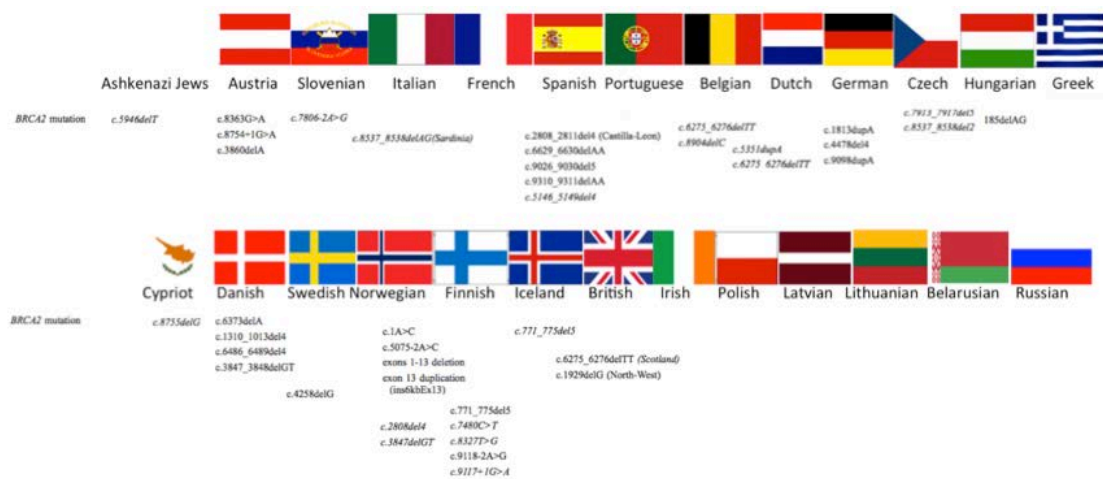 Ashkenazi Jews Austria Slovenian Italian French Spanish Portuguese Belgian Dutch German Czech Hungarian Greek
BRCA2 mutation c.5946delT c.8363G>A c.7806-2A>G c.7913_7917del5 185delAG
c.8754+1G>A c.8537_8538delAG(Sardinia) c.2808_2811del4 (Castilla-Leon) c.6275_6276delTT c.1813dupA c.8537_8538del2
c.3860delA c.6629_6630delAA c.8904delC c.5351dupA c.4478del4
c.9026_9030del5 c.6275_6276delTT c.9098dupA
c.9310_9311delAA
c.5146_5149del4
Cypriot Danish Swedish Norwegian Finnish Iceland British Irish Polish Latvian Lithuanian Belarusian Russian
BRCA2 mutation c.8755delG c.6373delA c.1A>C c.771_775del5
c.1310_1013del4 c.5075-2A>C
c.6486_6489del4 exons 1-13 deletion c.6275_6276delTT (Scotland)
c.3847_3848delGT exon 13 duplication c.1929delG (North-West)
c.4258delG (ins6kbEx13)
c.771_775del5
c.2808del4 c.7480C>T
c.3847delGT c.8327T>G
c.9118-2A>G
c.9117+1G>A